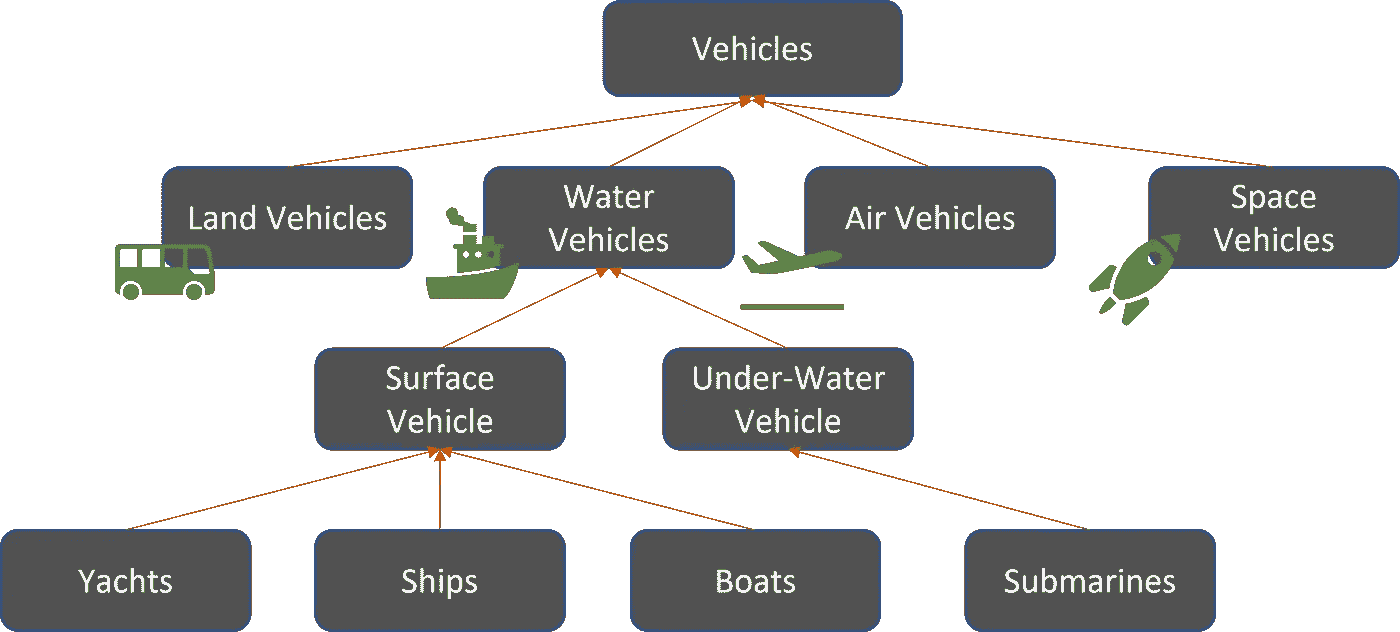 Vehicles
Land Vehicles
Water
Vehicles
Air Vehicles
Space
Vehicles
Surface
Vehicle
Under-Water
Vehicle
Yachts
Ships
Boats
Submarines